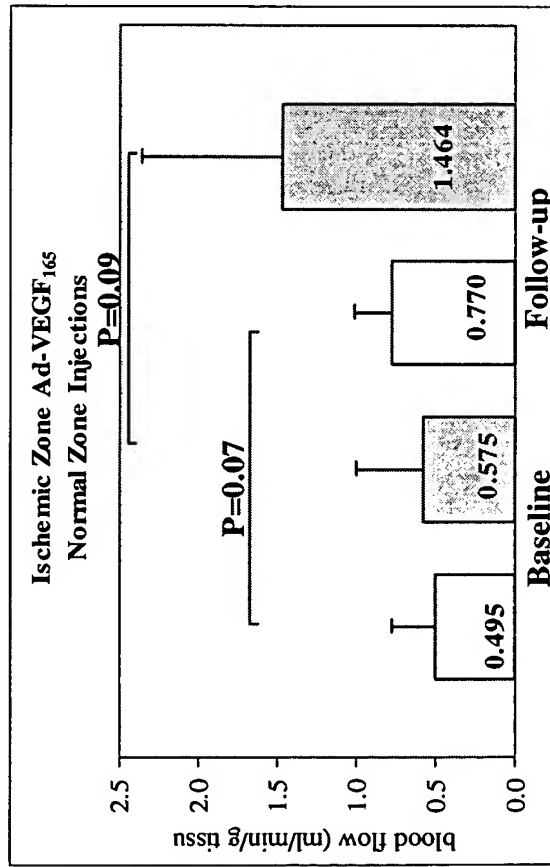 Ischemic Zone Ad-VEGF₁₆₅
Normal Zone Injections
P=0.09
P=0.07
blood flow (ml/min/g tissu
2.5
2.0
1.5
1.0
0.5
0.0
0.495
0.575
0.770
1.464
Baseline
Follow-up